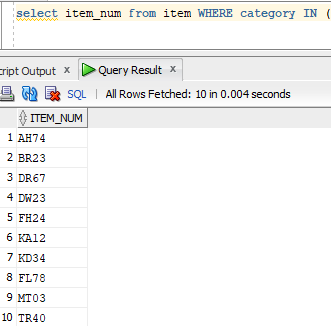 select item_num from item WHERE category IN (
cript Output x Query Result x
SQL | All Rows Fetched: 10 in 0.004 seconds
ITEM_NUM
1 AH74
2 BR23
3 DR67
4 DW23
5 FH24
6 KA12
7 KD34
8 FL78
9 MT03
10 TR40